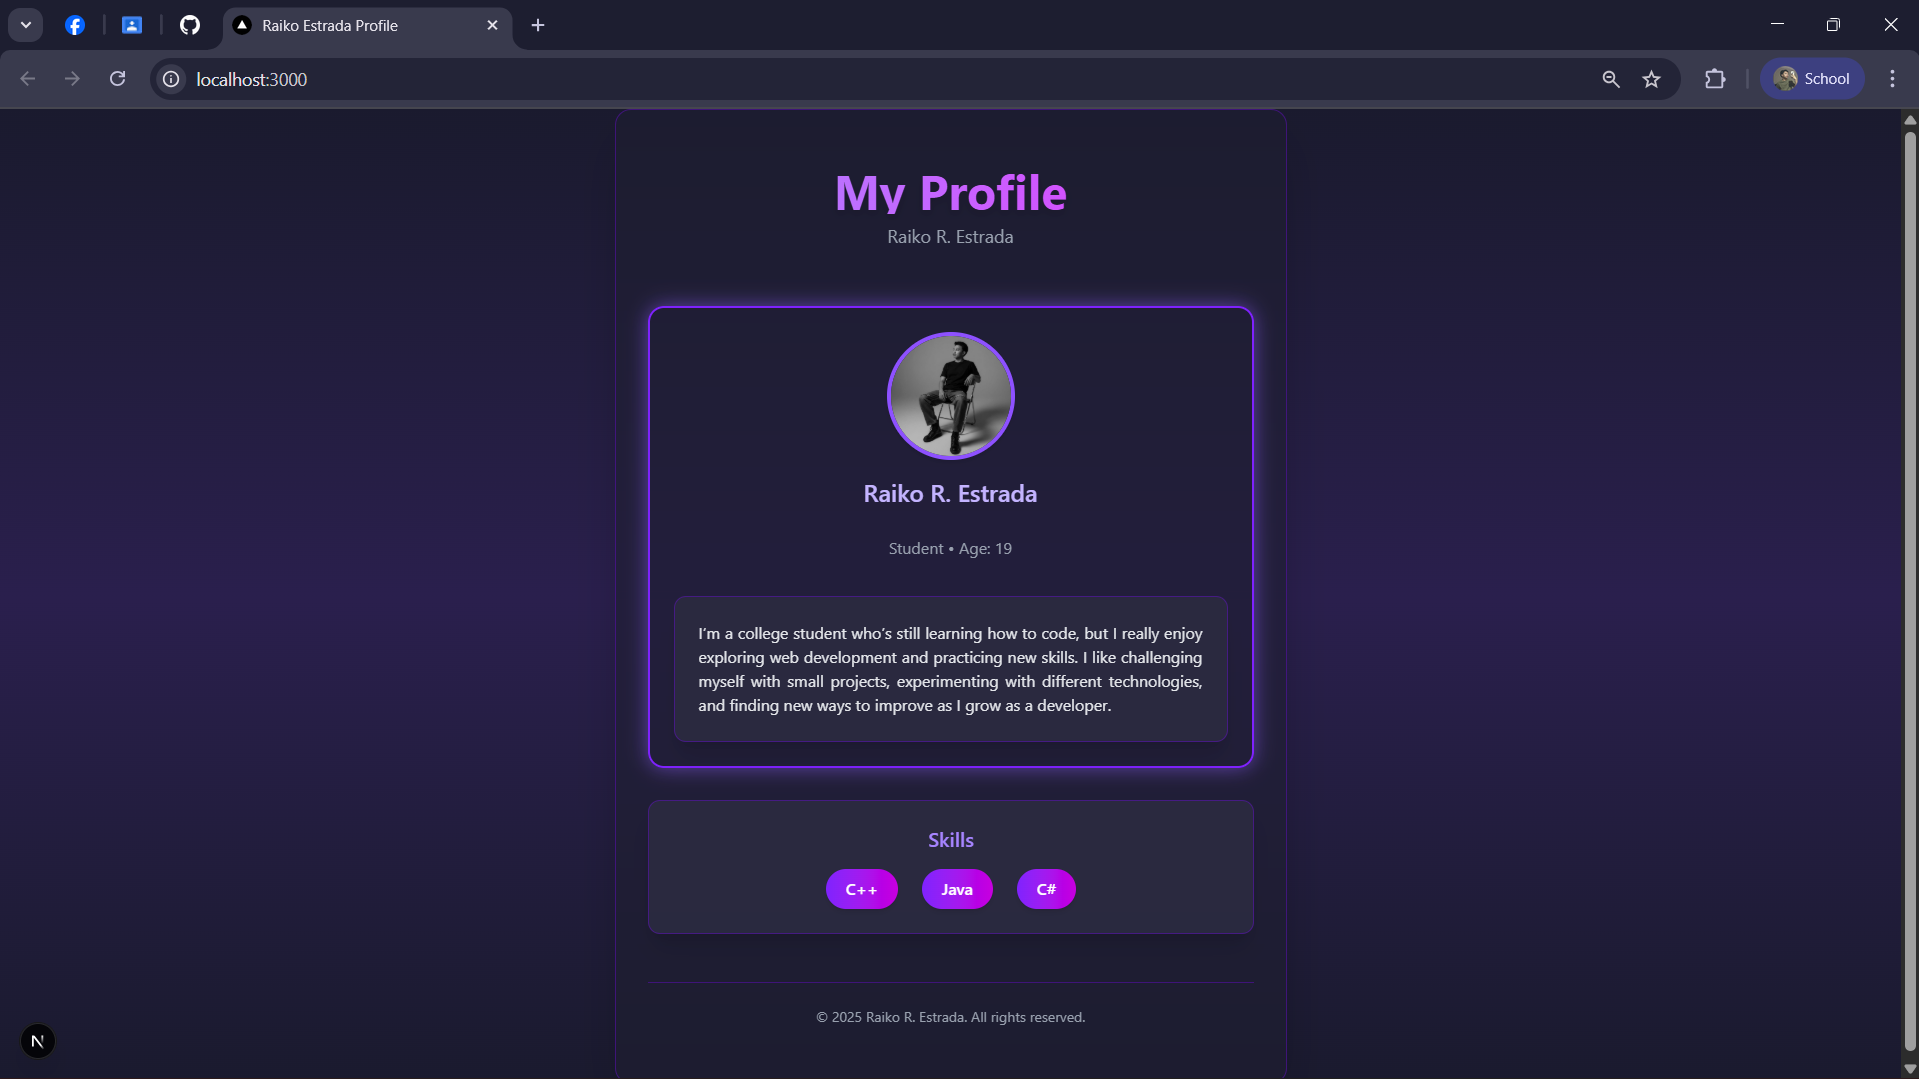 Raiko Estrada Profile
localhost:3000
School
My Profile
Raiko R. Estrada
Raiko R. Estrada
Student • Age: 19
I’m a college student who’s still learning how to code, but I really enjoy
exploring web development and practicing new skills. I like challenging
myself with small projects, experimenting with different technologies,
and finding new ways to improve as I grow as a developer.
Skills
C++ Java C#
© 2025 Raiko R. Estrada. All rights reserved.
N